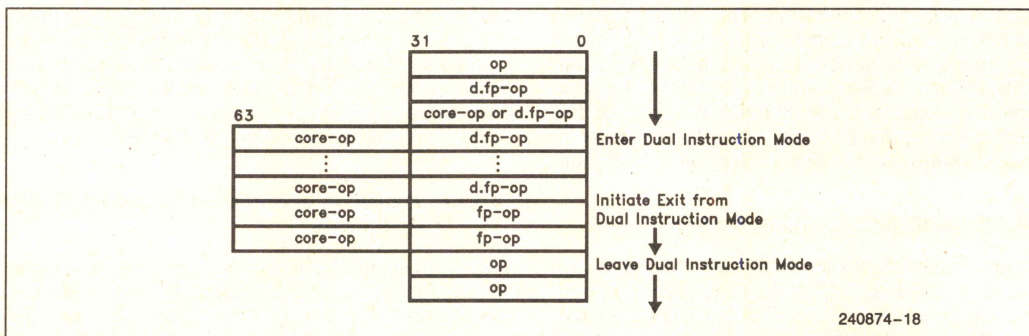 31 0
op
d.fp-op
63 core-op or d.fp-op
core-op d.fp-op Enter Dual Instruction Mode
⋮ ⋮
core-op d.fp-op
Initiate Exit from
core-op fp-op
Dual Instruction Mode
core-op fp-op
op Leave Dual Instruction Mode
op
240874–18